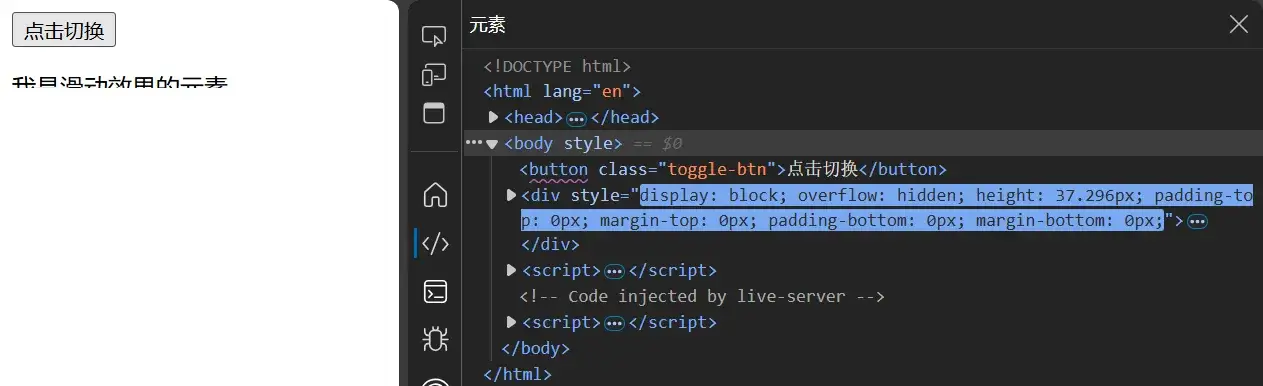 点击切换
我是滑动效果的元素
元素
<!DOCTYPE html>
<html lang="en">
<head>•••</head>
<body style> == $0
<button class="toggle-btn">点击切换</button>
<div style="display: block; overflow: hidden; height: 37.296px; padding-to
p: 0px; margin-top: 0px; padding-bottom: 0px; margin-bottom: 0px;">•••
</div>
<script>•••</script>
<!-- Code injected by live-server -->
<script>•••</script>
</body>
</html>